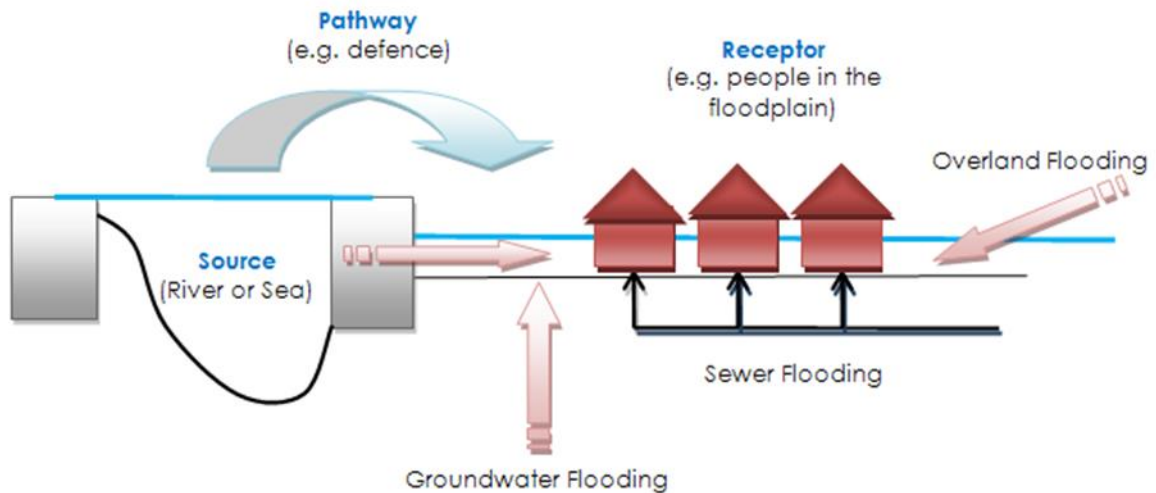 Pathway
(e.g. defence)
Receptor
(e.g. people in the
floodplain)
Overland Flooding
Source
(River or Sea)
Sewer Flooding
Groundwater Flooding